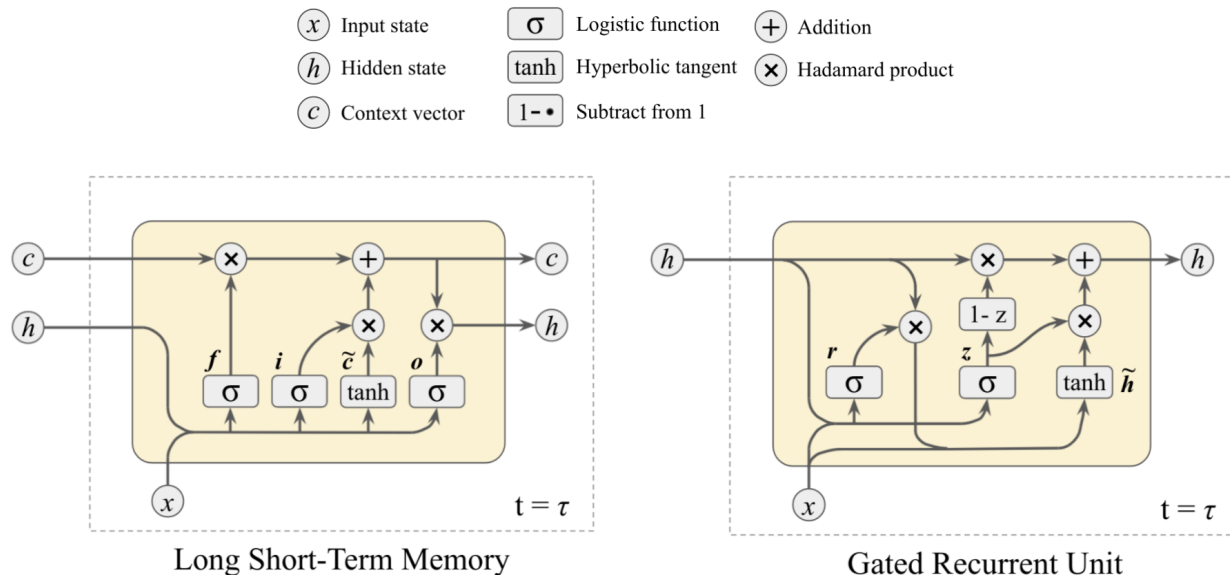 x Input state
σ Logistic function
+ Addition
h Hidden state
tanh Hyperbolic tangent
× Hadamard product
c Context vector
1-• Subtract from 1
c × + c
h × × h
f i c̃ o
σ σ tanh σ
x
t = τ
Long Short-Term Memory
h × + h
1- z
× ×
r z
σ σ tanh h̃
x
t = τ
Gated Recurrent Unit